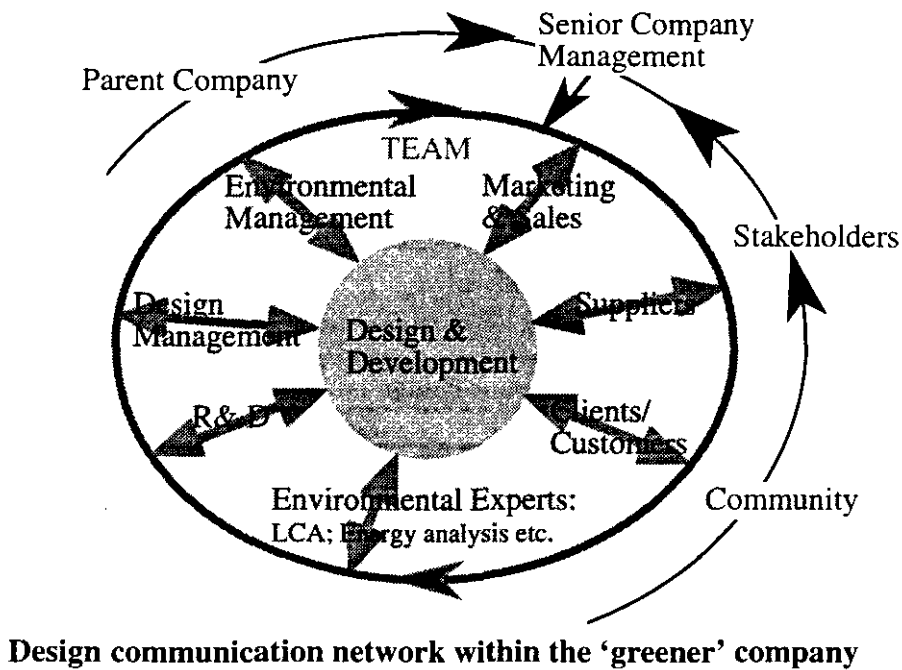 Senior Company
Management
Parent Company
TEAM
Environmental
Management
Marketing
& Sales
Stakeholders
Design
Management
Design &
Development
Suppliers
R& D
Clients/
Customers
Environmental Experts:
LCA; Energy analysis etc.
Community
Design communication network within the ‘greener’ company